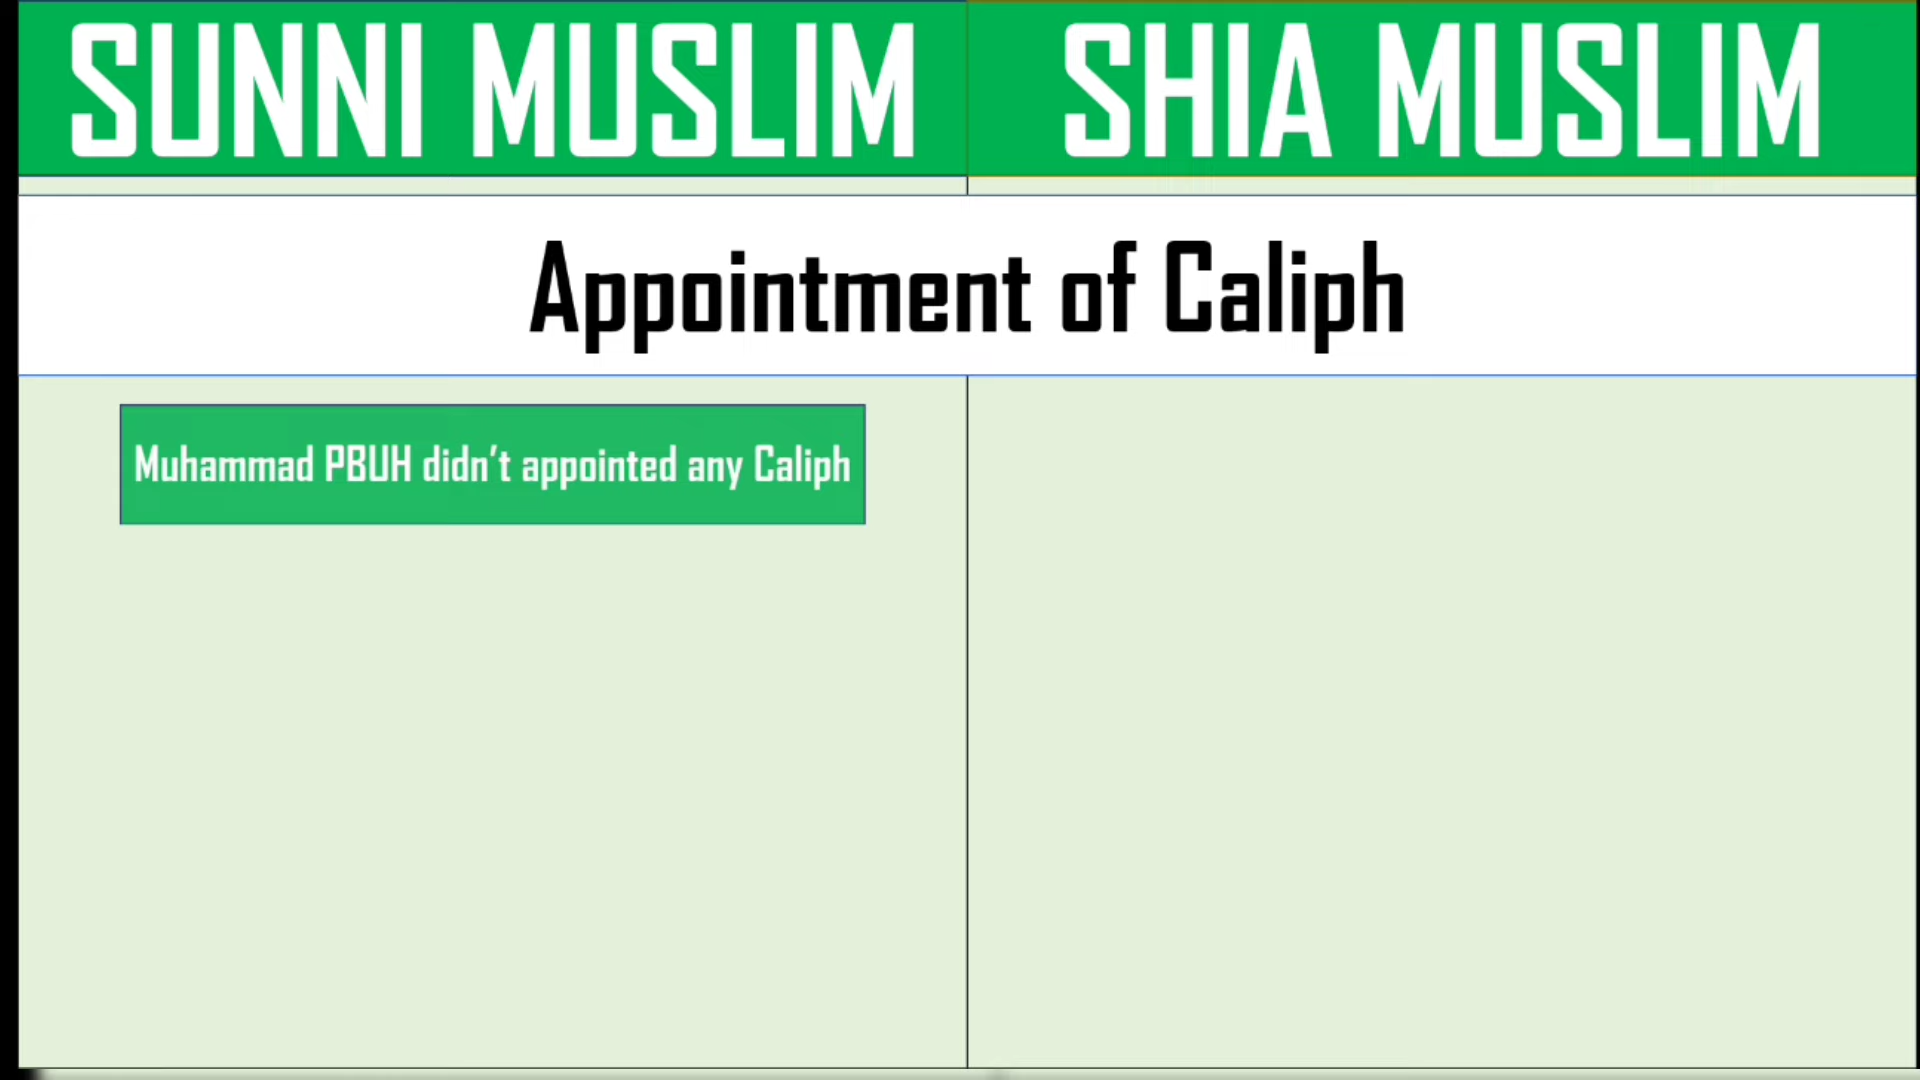 SUNNI MUSLIM
SHIA MUSLIM
Appointment of Caliph
Muhammad PBUH didn’t appointed any Caliph